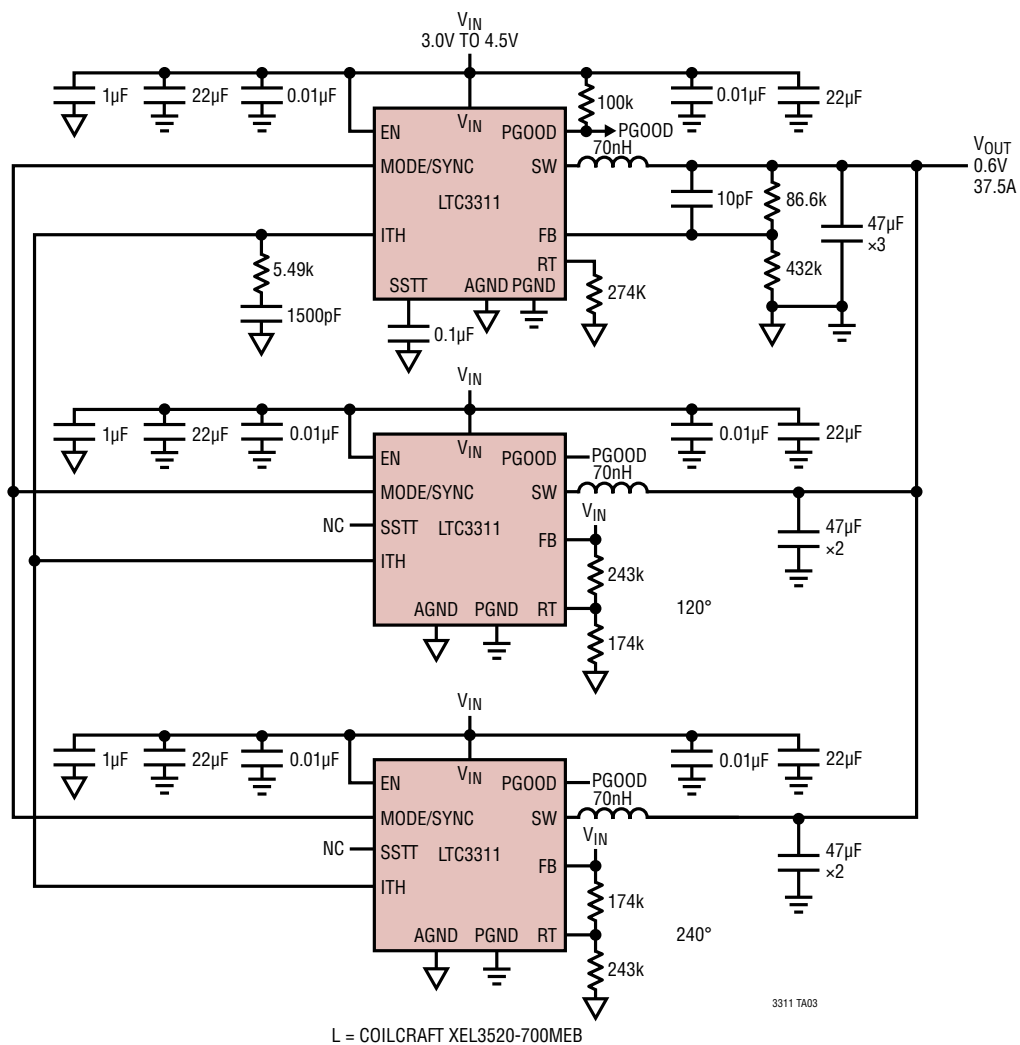 VIN
3.0V TO 4.5V
1µF
22µF
0.01µF
100k
0.01µF
22µF
VIN
EN
PGOOD
PGOOD
70nH
MODE/SYNC
SW
VOUT
0.6V
37.5A
LTC3311
10pF
86.6k
47µF
×3
ITH
FB
5.49k
RT
432k
SSTT
AGND
PGND
274K
1500pF
0.1µF
VIN
1µF
22µF
0.01µF
0.01µF
22µF
VIN
EN
PGOOD
PGOOD
70nH
MODE/SYNC
SW
VIN
NC
SSTT
LTC3311
FB
47µF
×2
ITH
243k
AGND
PGND
RT
120°
174k
VIN
1µF
22µF
0.01µF
0.01µF
22µF
VIN
EN
PGOOD
PGOOD
70nH
MODE/SYNC
SW
VIN
NC
SSTT
LTC3311
FB
47µF
×2
ITH
174k
AGND
PGND
RT
240°
243k
3311 TA03
L = COILCRAFT XEL3520-700MEB